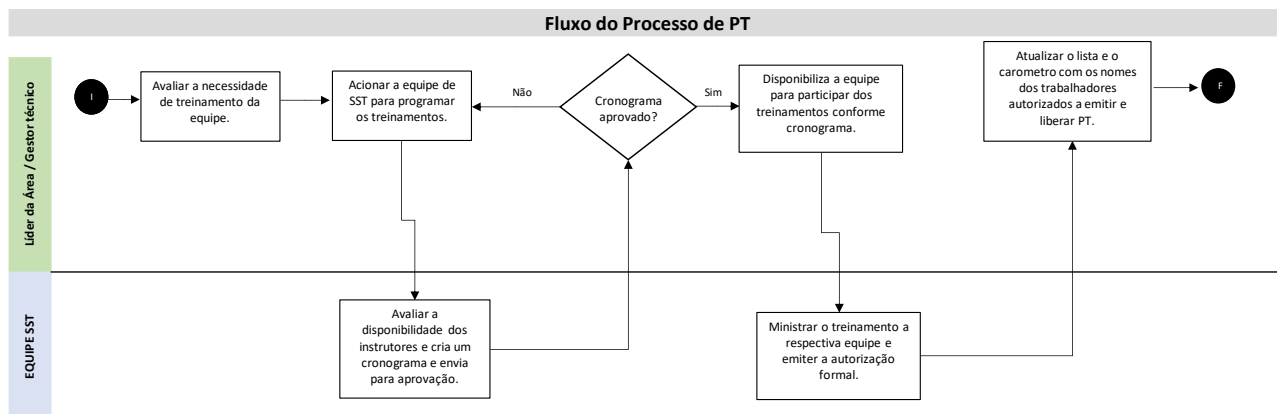 Fluxo do Processo de PT
Líder da Área / Gestor técnico
I
Avaliar a necessidade
de treinamento da
equipe.
Acionar a equipe de
SST para programar
os treinamentos.
Não
Cronograma
aprovado?
Sim
Disponibiliza a equipe
para participar dos
treinamentos conforme
cronograma.
Atualizar o lista e o
carometro com os nomes
dos trabalhadores
autorizados a emitir e
liberar PT.
F
EQUIPE SST
Avaliar a
disponibilidade dos
instrutores e cria um
cronograma e envia
para aprovação.
Ministrar o treinamento a
respectiva equipe e
emiter a autorização
formal.